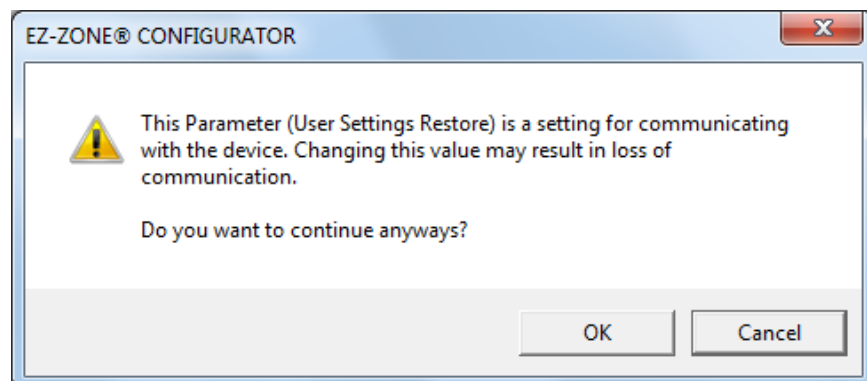 EZ-ZONE® CONFIGURATOR
This Parameter (User Settings Restore) is a setting for communicating
with the device. Changing this value may result in loss of
communication.
Do you want to continue anyways?
OK
Cancel